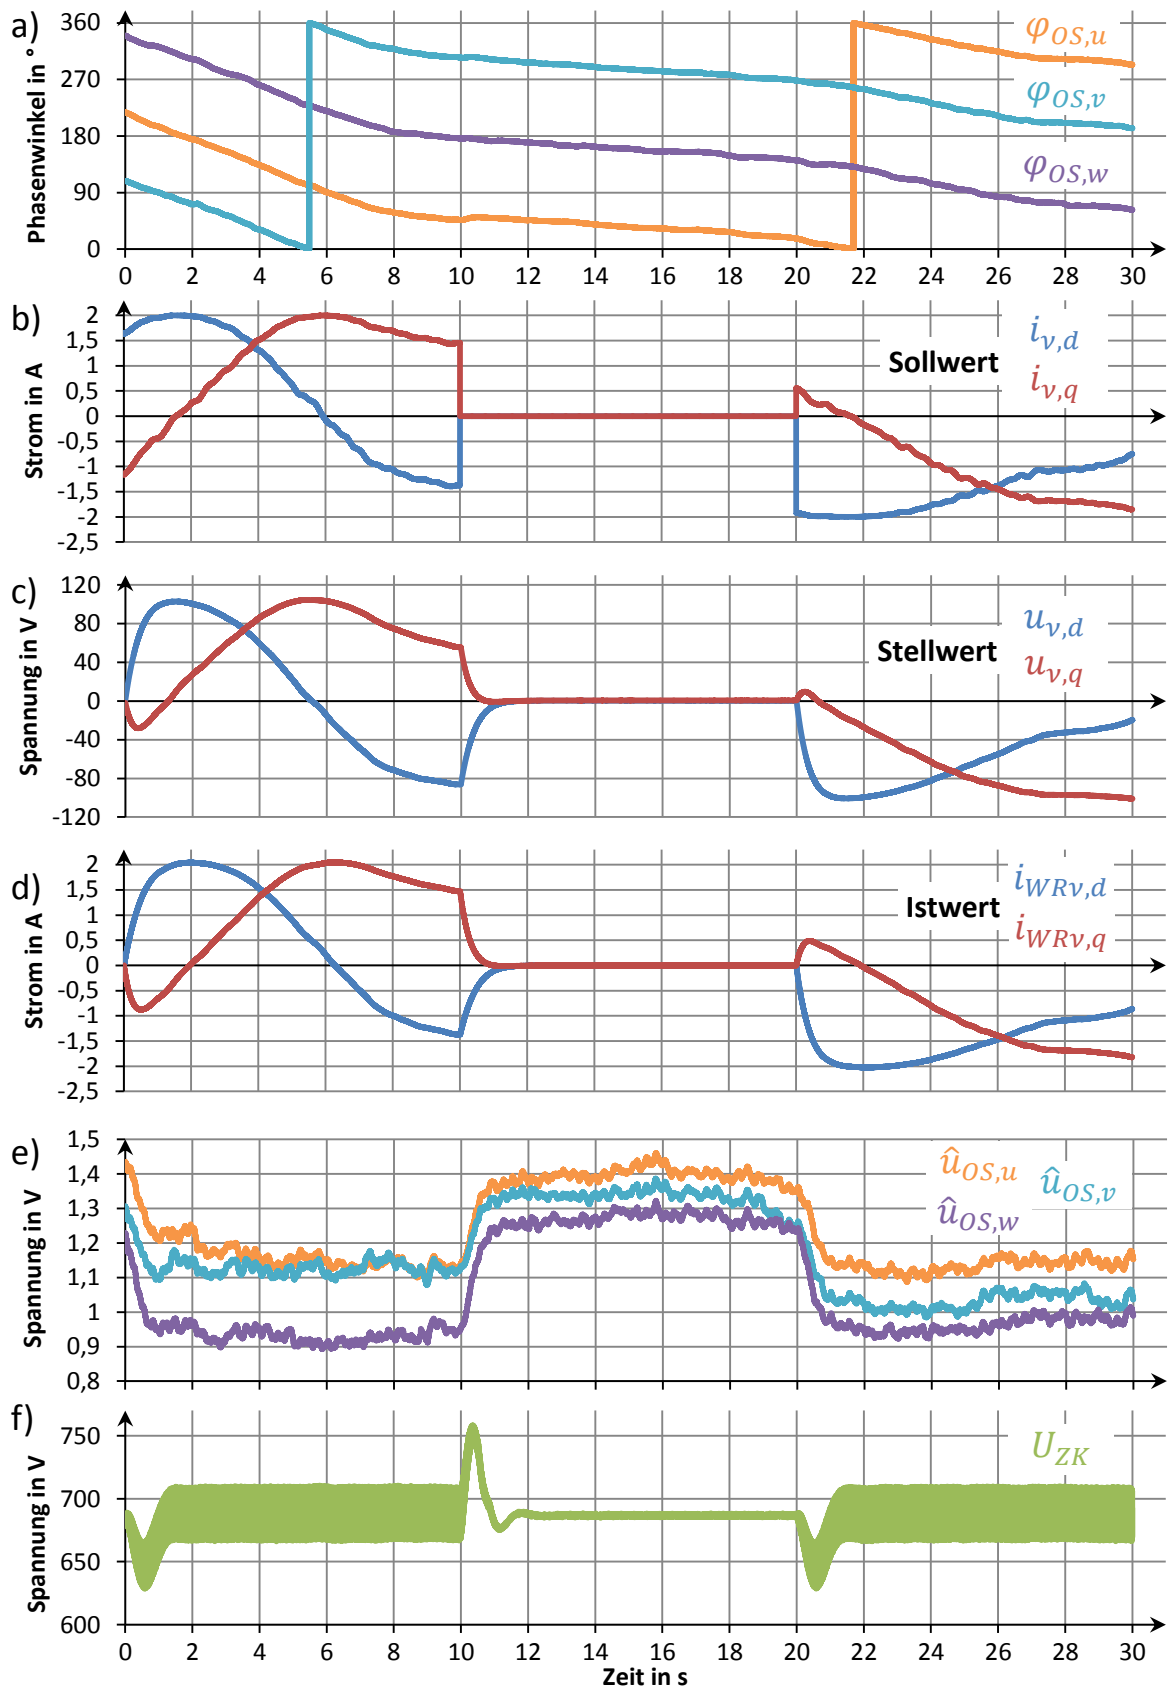 a)
Phasenwinkel in °
360
270
180
90
0
φOS,u
φOS,v
φOS,w
0 2 4 6 8 10 12 14 16 18 20 22 24 26 28 30
b)
Strom in A
2
1,5
1
0,5
0
-0,5
-1
-1,5
-2
-2,5
Sollwert
iν,d
iν,q
c)
Spannung in V
120
80
40
0
-40
-80
-120
Stellwert
uν,d
uν,q
d)
Strom in A
2
1,5
1
0,5
0
-0,5
-1
-1,5
-2
-2,5
Istwert
iWRν,d
iWRν,q
e)
Spannung in V
1,5
1,4
1,3
1,2
1,1
1
0,9
0,8
ûOS,u ûOS,v
ûOS,w
f)
Spannung in V
750
700
650
600
UZK
0 2 4 6 8 10 12 14 16 18 20 22 24 26 28 30
Zeit in s